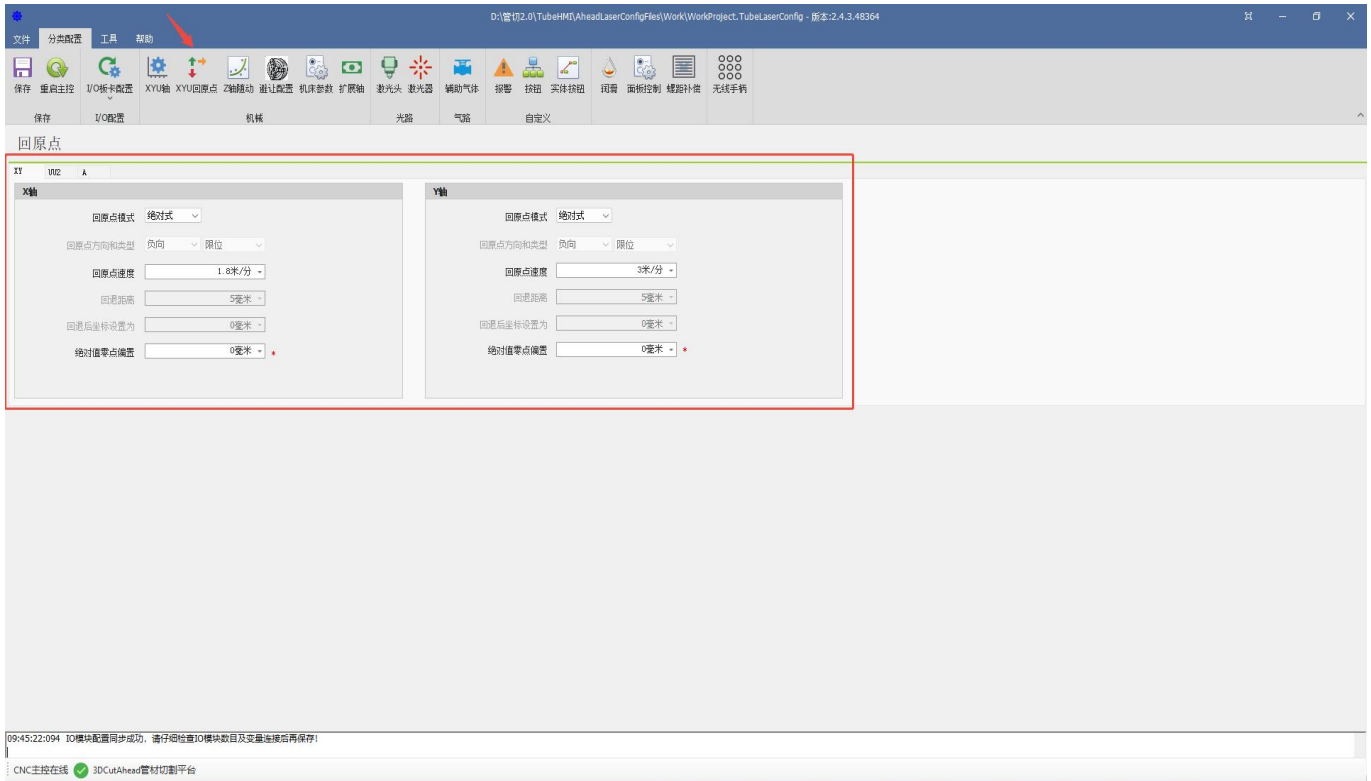 D:\管切2.0\TubeHMI\AheadLaserConfigFiles\Work\WorkProject.TubeLaserConfig - 版本:2.4.3.48364
文件 分类配置 工具 帮助
保存 重启主控 I/O板卡配置 XYU轴 XYU回原点 Z轴随动 避让配置 机床参数 扩展轴 激光头 激光器 辅助气体 报警 按钮 实体按钮 润滑 面板控制 螺距补偿 无线手柄
保存 I/O配置 机械 光路 气路 自定义
回原点
XY UU2 A
X轴 Y轴
回原点模式 绝对式 回原点模式 绝对式
回原点方向和类型 负向 限位 回原点方向和类型 负向 限位
回原点速度 1.8米/分 回原点速度 3米/分
回退距离 5毫米 回退距离 5毫米
回退后坐标设置为 0毫米 回退后坐标设置为 0毫米
绝对值零点偏置 0毫米 * 绝对值零点偏置 0毫米 *
09:45:22:094 IO模块配置同步成功, 请仔细检查IO模块数目及变量连接后再保存!
CNC主控在线 3DCutAhead管材切割平台